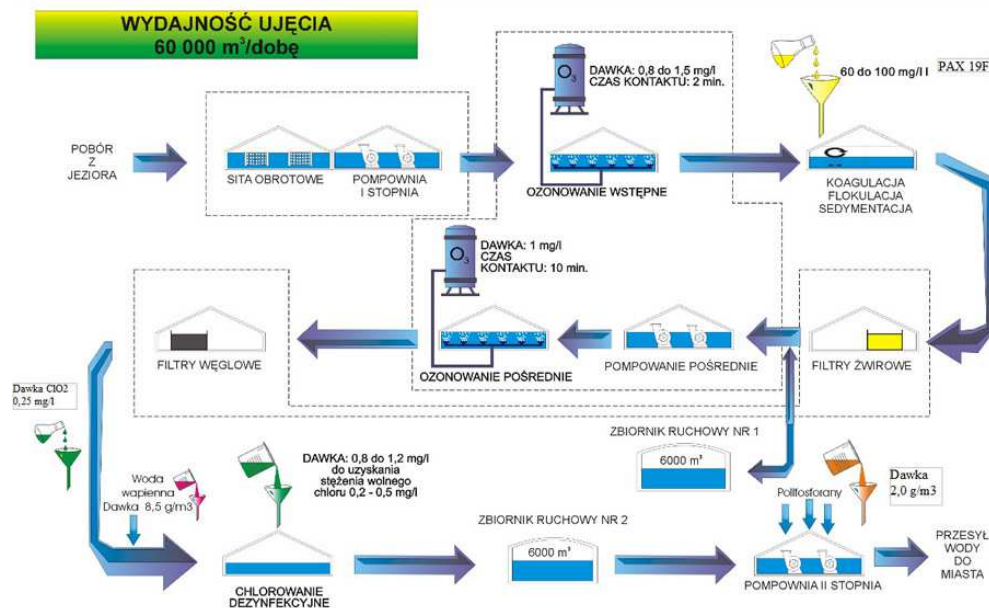 WYDAJNOŚĆ UJĘCIA
60 000 m³/dobę
POBÓR
Z
JEZIORA
SITA OBROTOWE
POMPOWNIA
I STOPNIA
O₃
DAWKA: 0,8 do 1,5 mg/l
CZAS KONTAKTU: 2 min.
OZONOWANIE WSTĘPNE
60 do 100 mg/l l
PAX 19F
KOAGULACJA
FLOKULACJA
SEDYMENTACJA
O₃
DAWKA: 1 mg/l
CZAS
KONTAKTU: 10 min.
FILTRY WĘGLOWE
OZONOWANIE POŚREDNIE
POMPOWANIE POŚREDNIE
FILTRY ŻWIROWE
Dawka ClO2
0,25 mg/l
Woda
wapienna
Dawka 8,5 g/m3
DAWKA: 0,8 do 1,2 mg/l
do uzyskania
stężenia wolnego
chloru 0,2 - 0,5 mg/l
ZBIORNIK RUCHOWY NR 1
6000 m³
Polifosforany
Dawka
2,0 g/m3
CHLOROWANIE
DEZYNFEKCYJNE
ZBIORNIK RUCHOWY NR 2
6000 m³
POMPOWNIA II STOPNIA
PRZESYŁ
WODY
DO
MIASTA